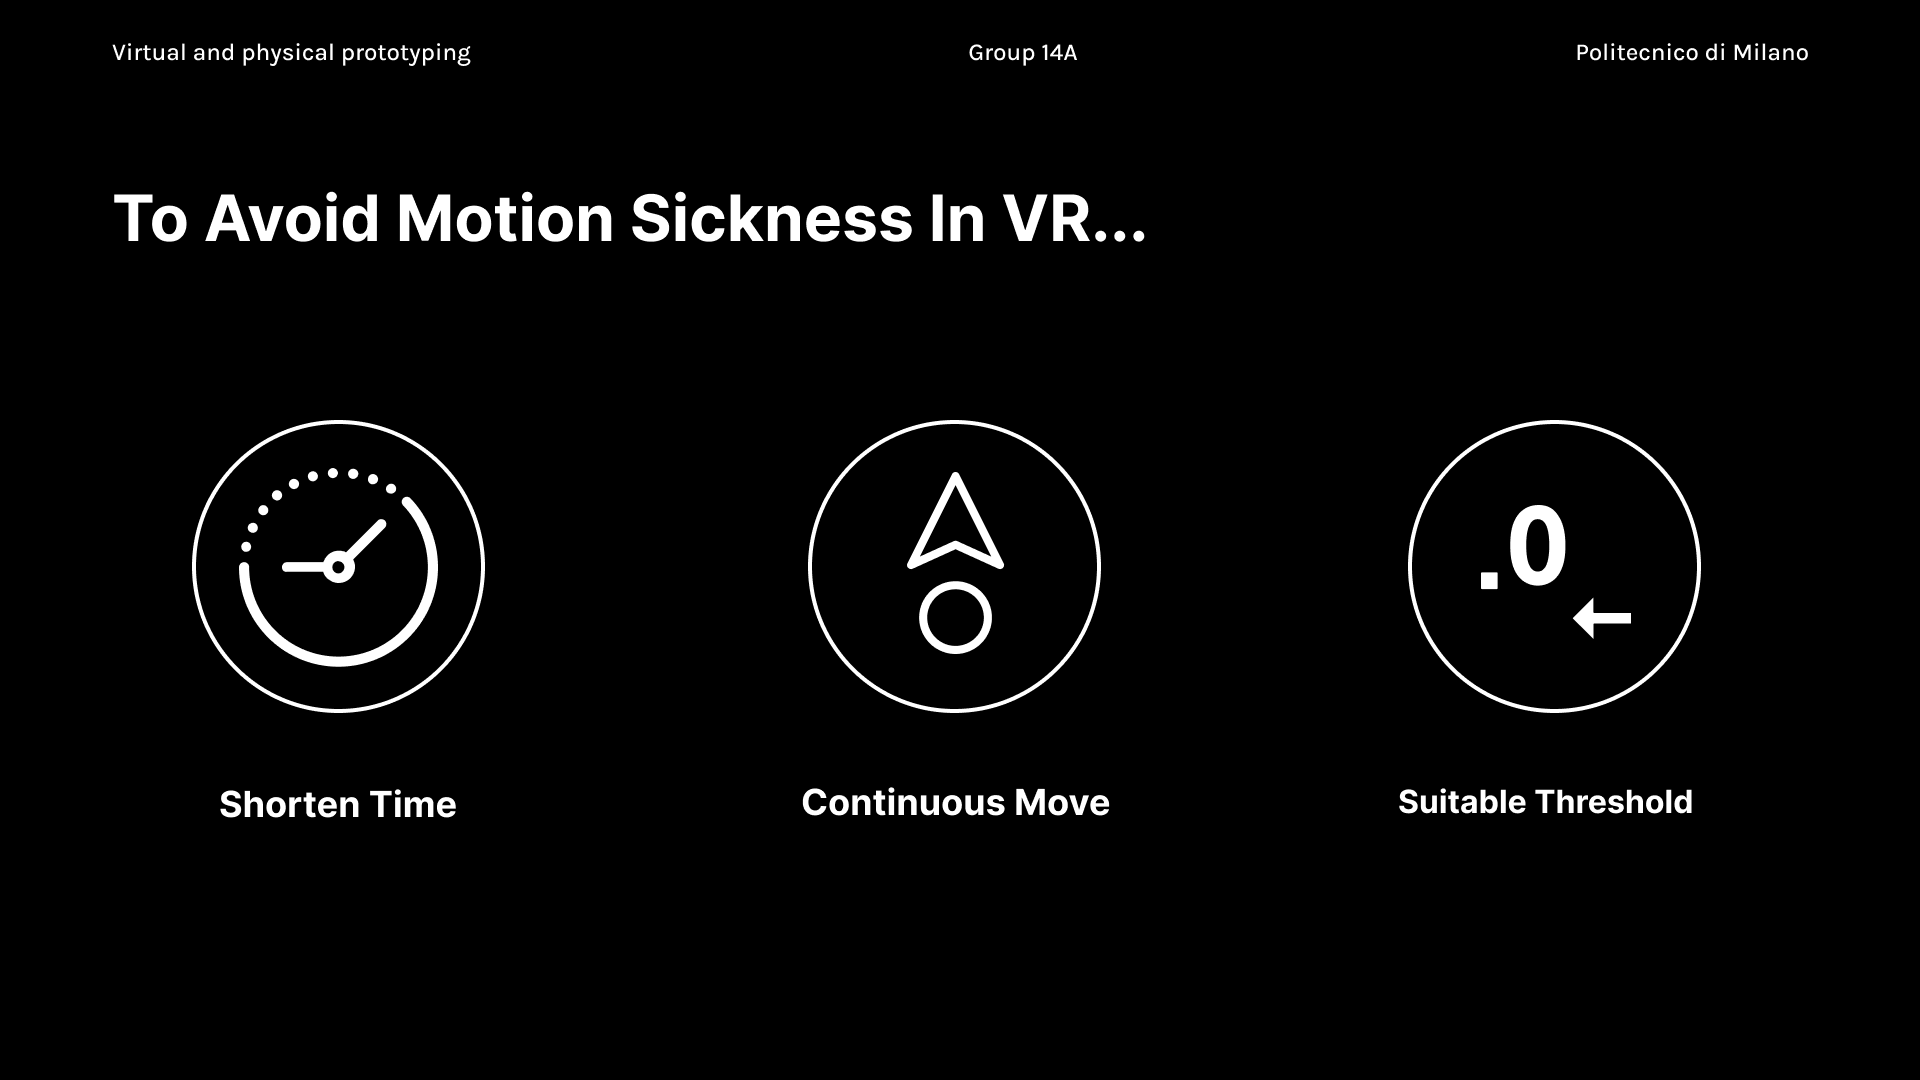 Virtual and physical prototyping
Group 14A
Politecnico di Milano
To Avoid Motion Sickness In VR...
.0
Shorten Time
Continuous Move
Suitable Threshold